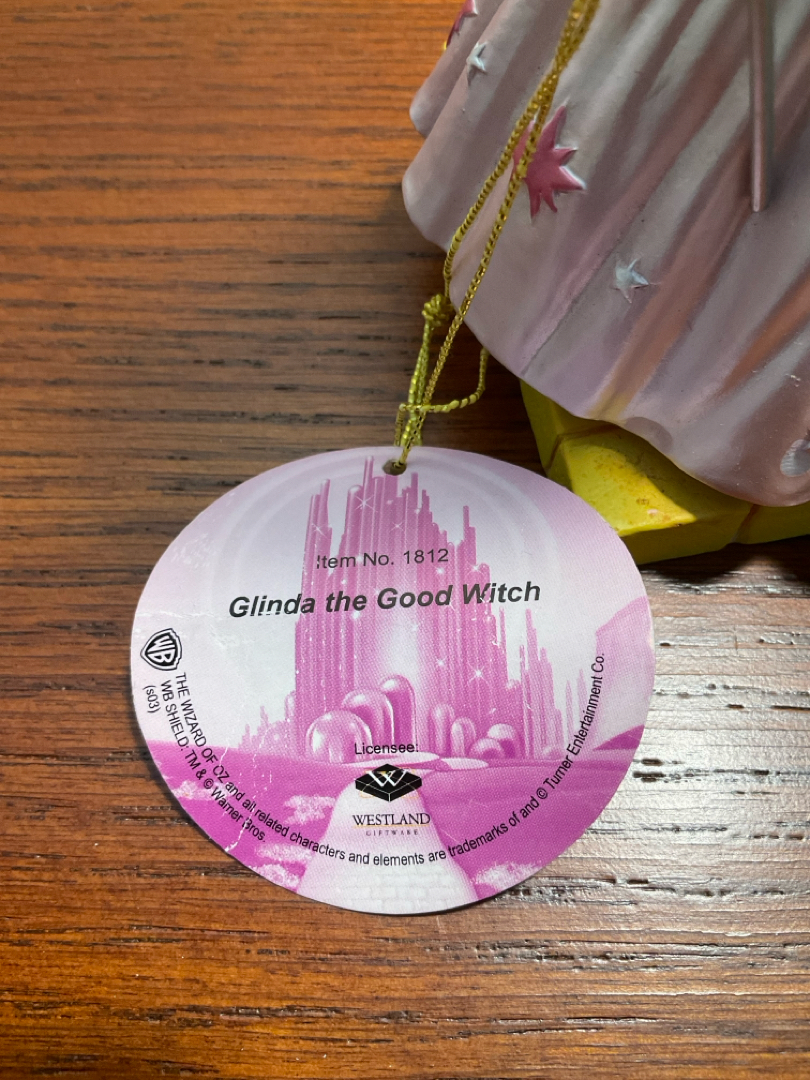 Item No. 1812
Glinda the Good Witch
WB
THE WIZARD OF OZ and all related characters and elements are trademarks of and © Turner Entertainment Co.
WB SHIELD: TM & © Warner Bros.
(s03)
Licensee:
W
WESTLAND
GIFTWARE